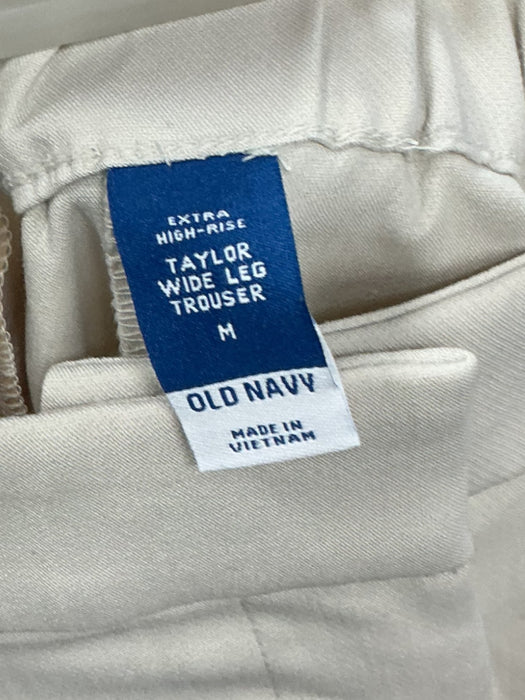 EXTRA
HIGH-RISE
TAYLOR
WIDE LEG
TROUSER
M
OLD NAVY
MADE IN
VIETNAM